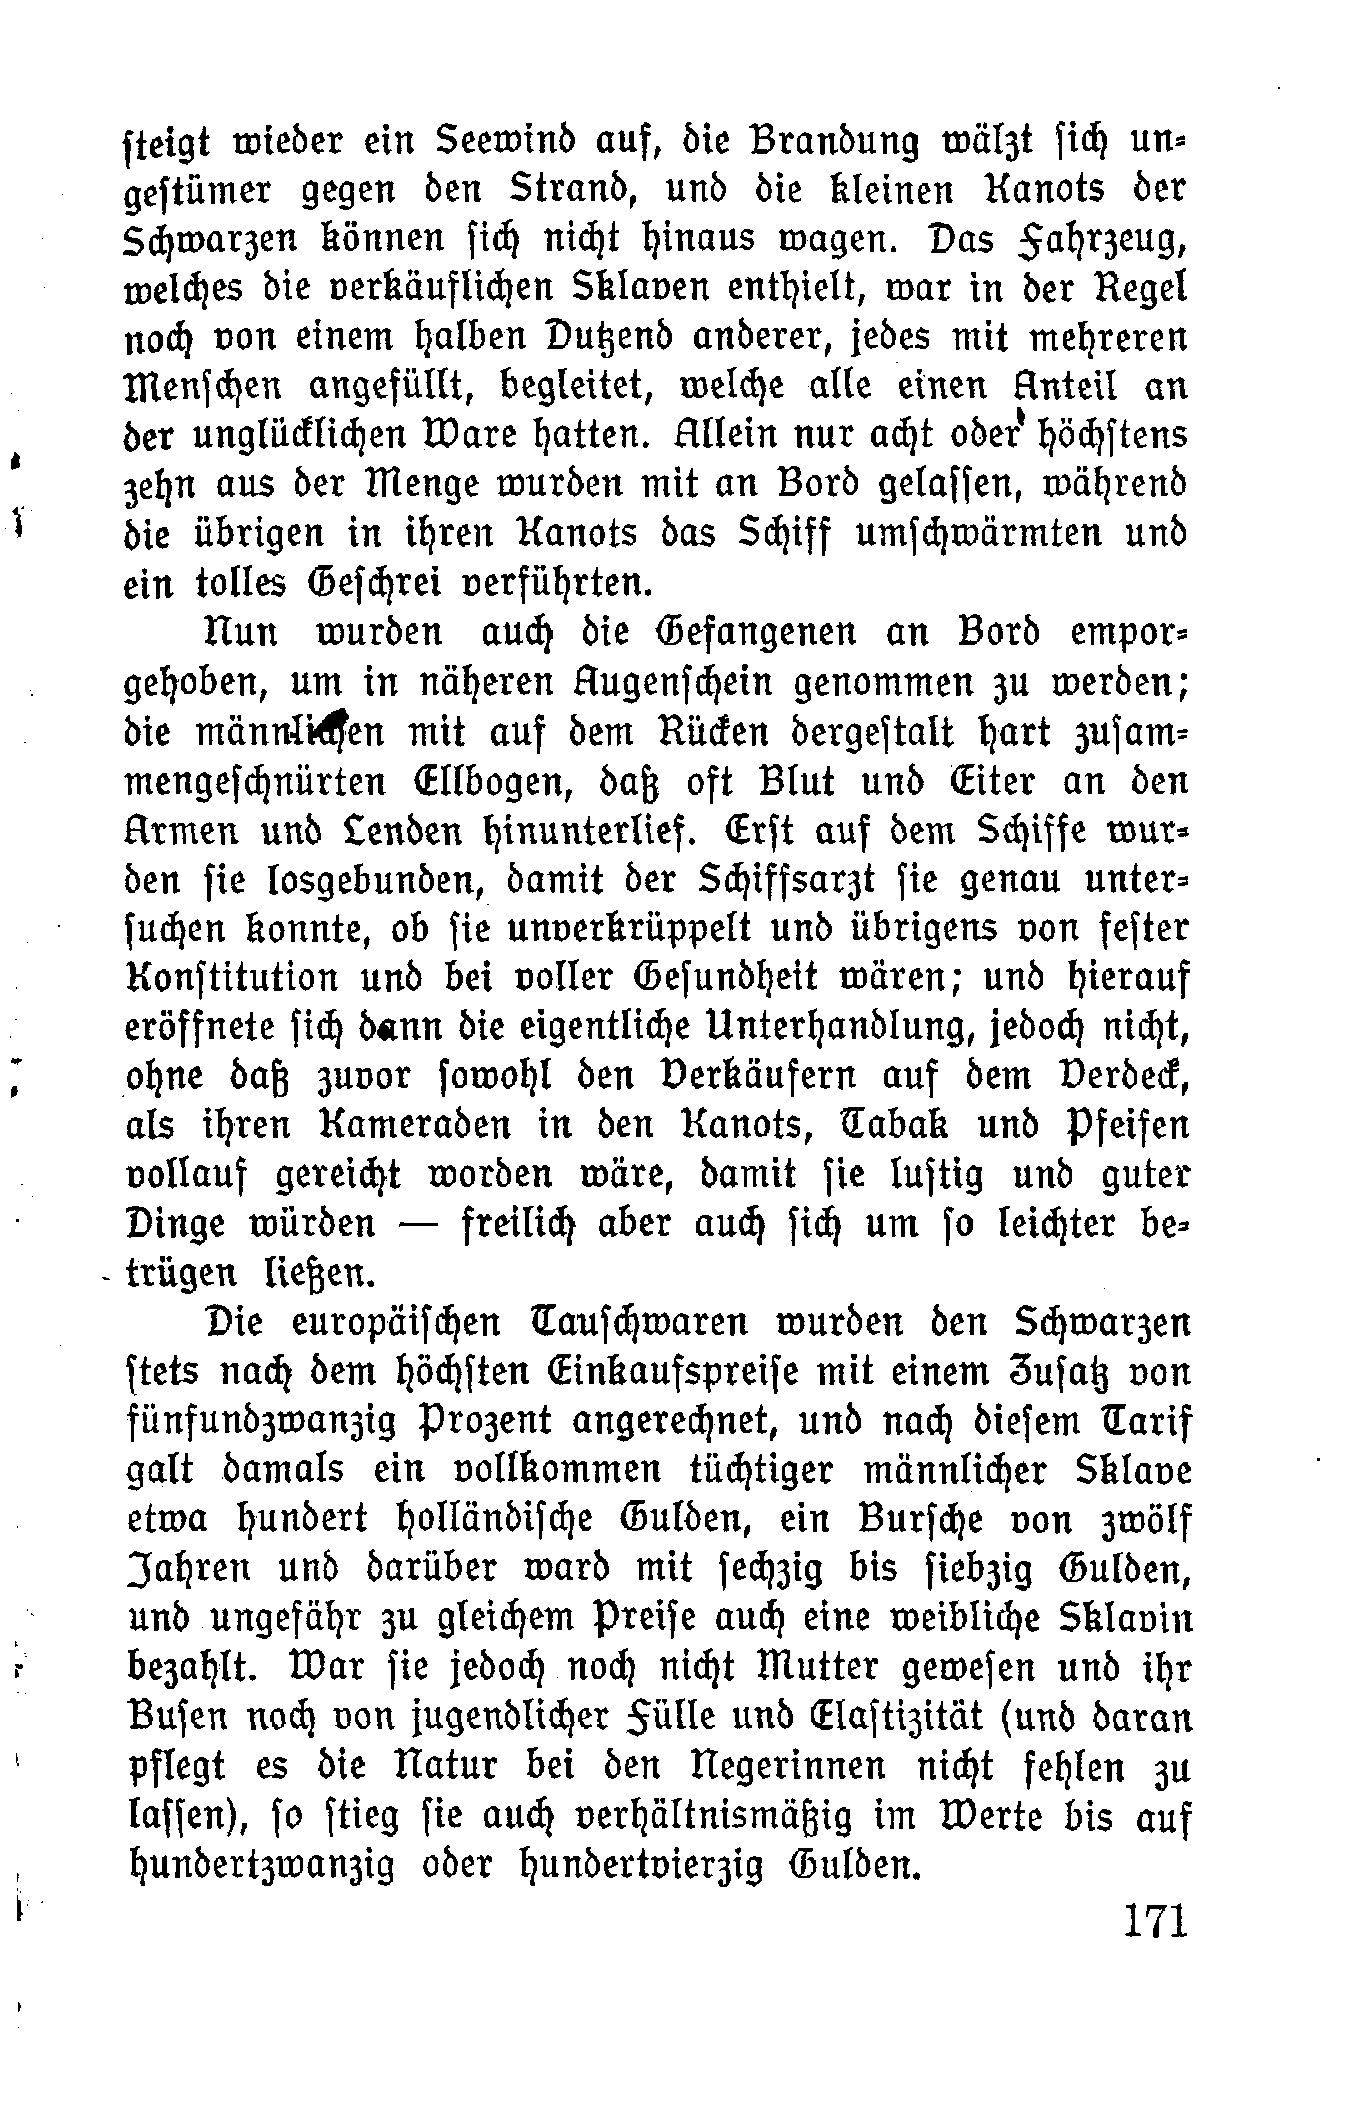 steigt wieder ein Seewind auf, die Brandung wälzt sich un-
gestümer gegen den Strand, und die kleinen Kanots der
Schwarzen können sich nicht hinaus wagen. Das Fahrzeug,
welches die verkäuflichen Sklaven enthielt, war in der Regel
noch von einem halben Dutzend anderer, jedes mit mehreren
Menschen angefüllt, begleitet, welche alle einen Anteil an
der unglücklichen Ware hatten. Allein nur acht oder höchstens
zehn aus der Menge wurden mit an Bord gelassen, während
die übrigen in ihren Kanots das Schiff umschwärmten und
ein tolles Geschrei verführten.
Nun wurden auch die Gefangenen an Bord empor-
gehoben, um in näheren Augenschein genommen zu werden;
die männlichen mit auf dem Rücken dergestalt hart zusam-
mengeschnürten Ellbogen, daß oft Blut und Eiter an den
Armen und Lenden hinunterlief. Erst auf dem Schiffe wur-
den sie losgebunden, damit der Schiffsarzt sie genau unter-
suchen konnte, ob sie unverkrüppelt und übrigens von fester
Konstitution und bei voller Gesundheit wären; und hierauf
eröffnete sich dann die eigentliche Unterhandlung, jedoch nicht,
ohne daß zuvor sowohl den Verkäufern auf dem Verdeck,
als ihren Kameraden in den Kanots, Tabak und Pfeifen
vollauf gereicht worden wäre, damit sie lustig und guter
Dinge würden — freilich aber auch sich um so leichter be-
trügen ließen.
Die europäischen Tauschwaren wurden den Schwarzen
stets nach dem höchsten Einkaufspreise mit einem Zusatz von
fünfundzwanzig Prozent angerechnet, und nach diesem Tarif
galt damals ein vollkommen tüchtiger männlicher Sklave
etwa hundert holländische Gulden, ein Bursche von zwölf
Jahren und darüber ward mit sechzig bis siebzig Gulden,
und ungefähr zu gleichem Preise auch eine weibliche Sklavin
bezahlt. War sie jedoch noch nicht Mutter gewesen und ihr
Busen noch von jugendlicher Fülle und Elastizität (und daran
pflegt es die Natur bei den Negerinnen nicht fehlen zu
lassen), so stieg sie auch verhältnismäßig im Werte bis auf
hundertzwanzig oder hundertvierzig Gulden.
171